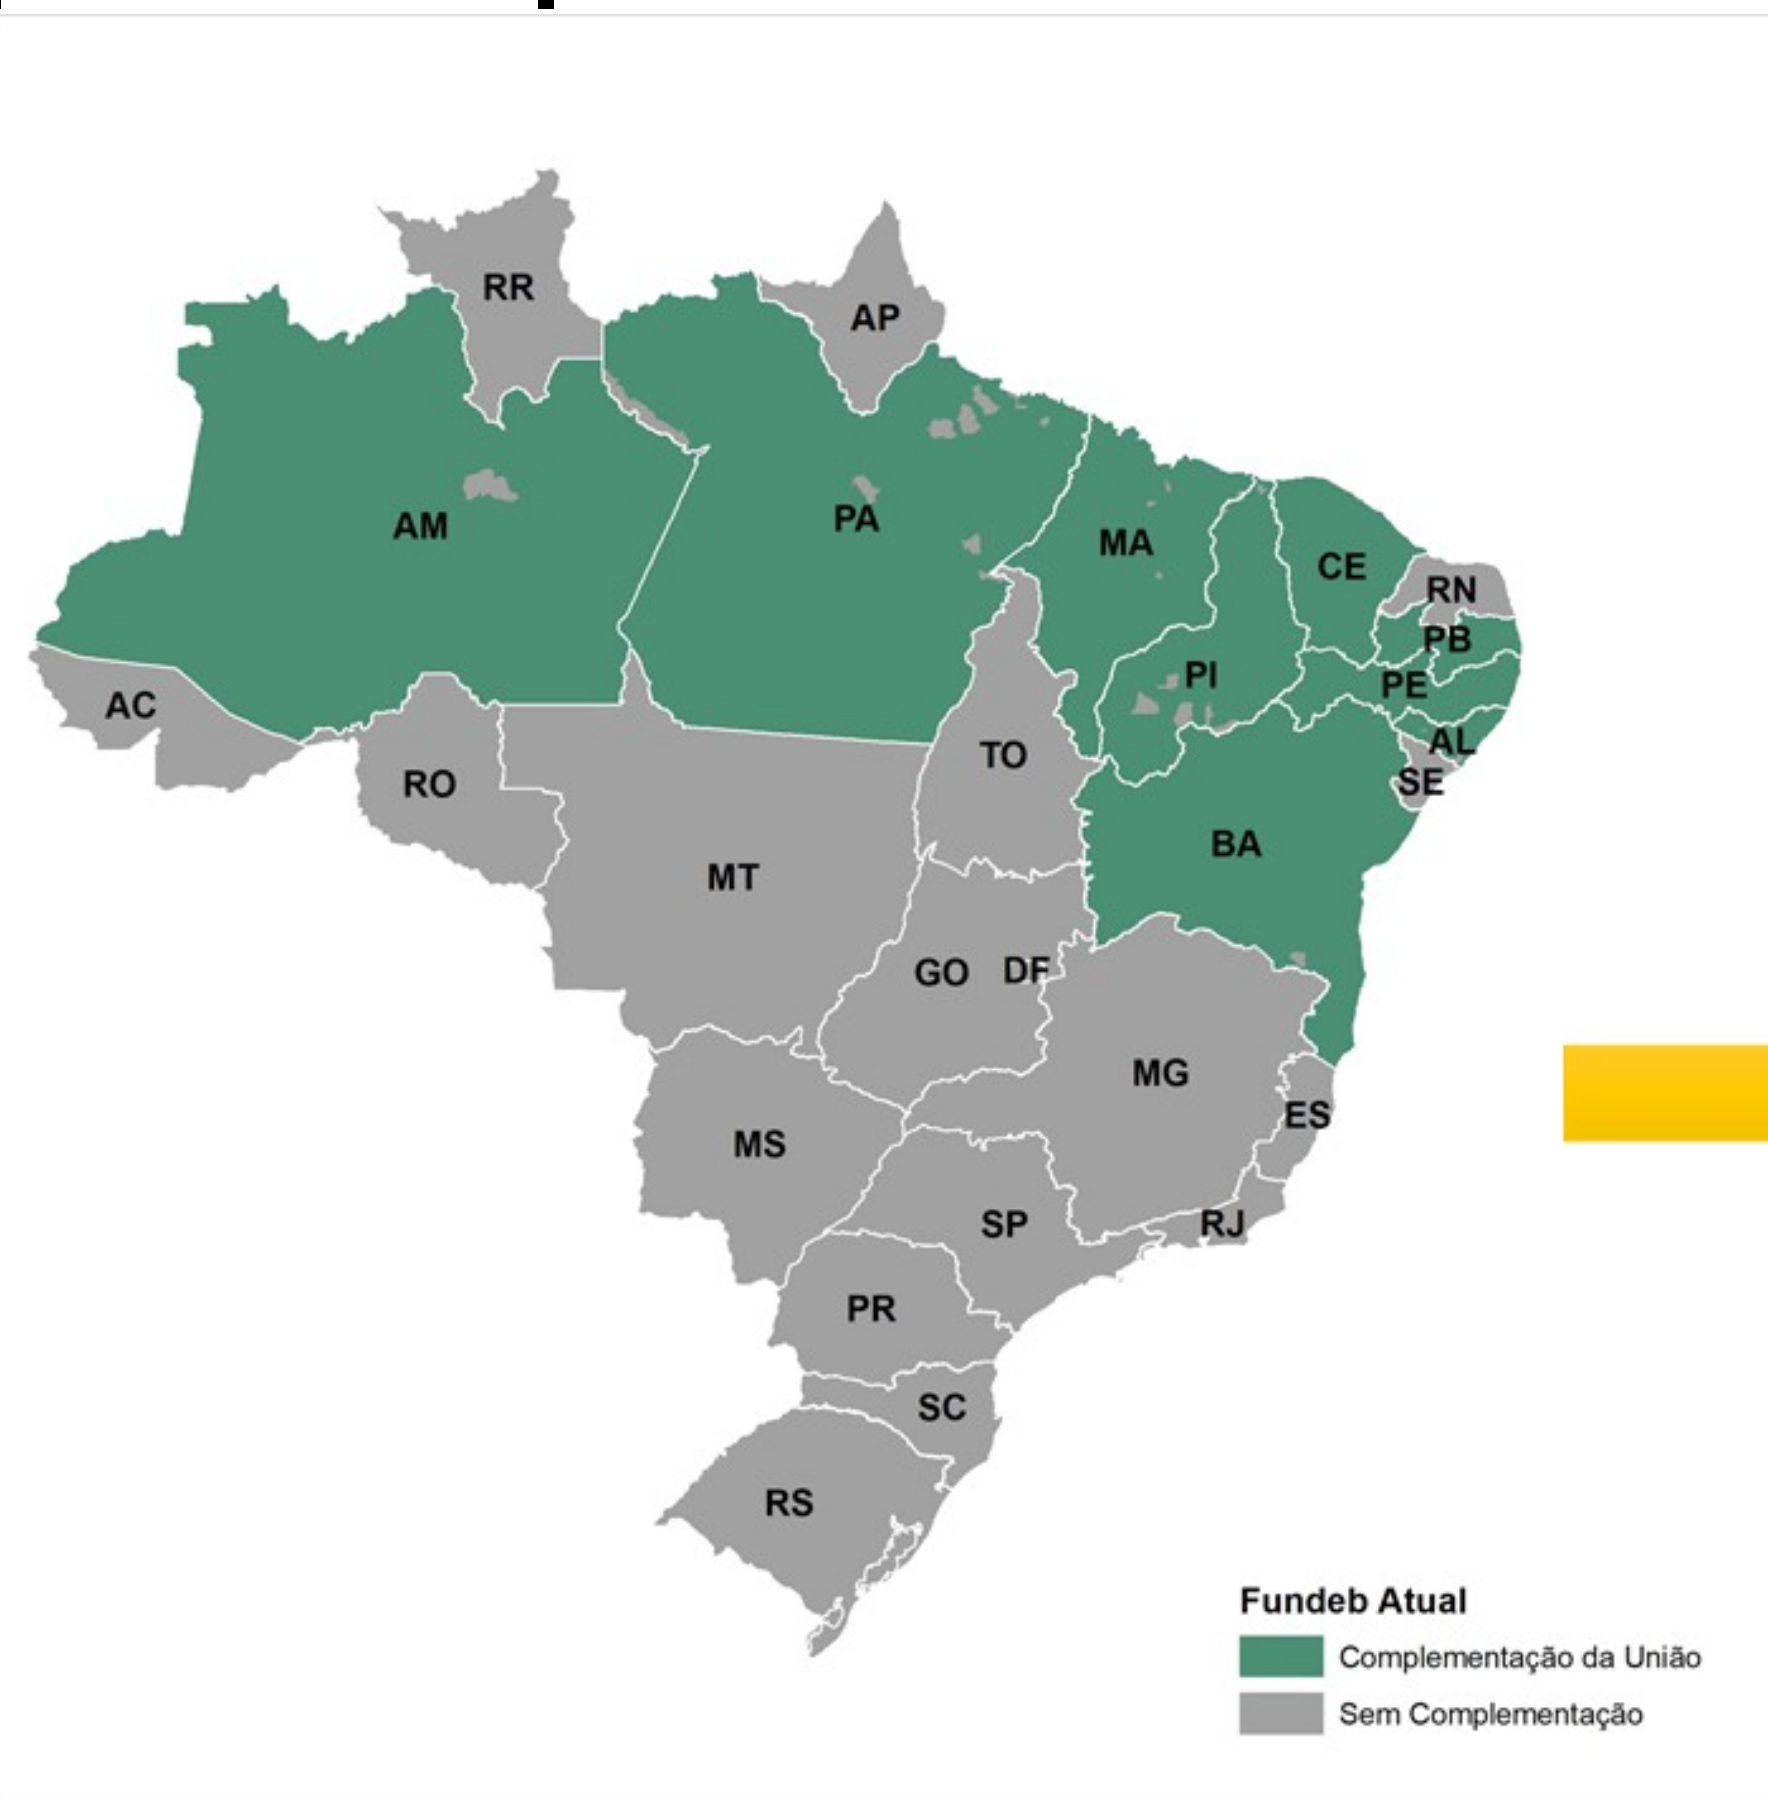 RR
AP
AM
PA
MA
CE
RN
PB
PI
PE
AC
AL
TO
SE
RO
BA
MT
GO
DF
MG
ES
MS
SP
RJ
PR
SC
RS
Fundeb Atual
Complementação da União
Sem Complementação